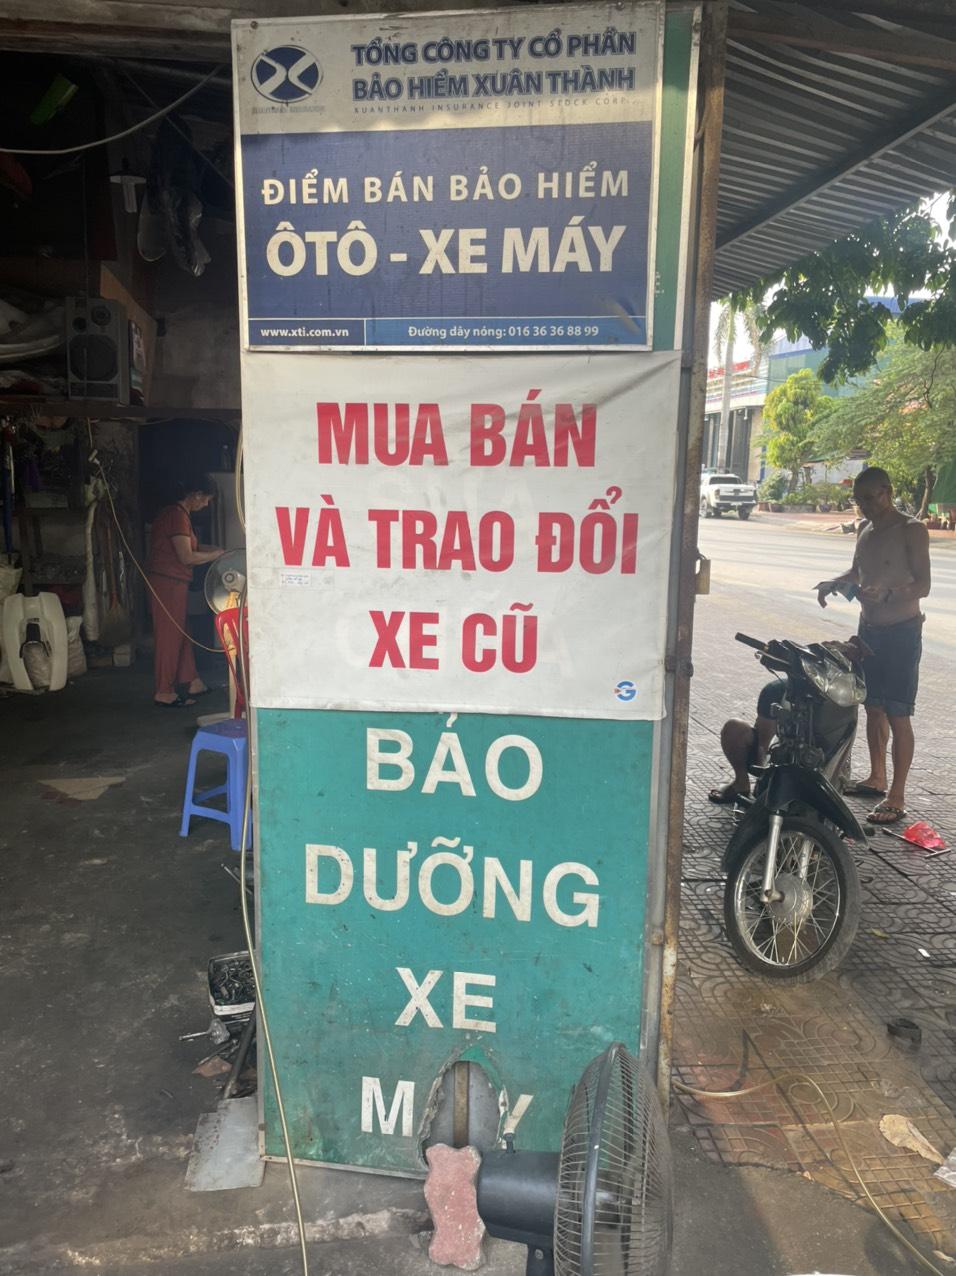 TỔNG CÔNG TY CỔ PHẦN
BẢO HIỂM XUÂN THÀNH
XUANTHANH INSURANCE JOINT STOCK CORP.
ĐIỂM BÁN BẢO HIỂM
ÔTÔ - XE MÁY
www.xti.com.vn
Đường dây nóng: 016 36 36 88 99
MUA BÁN
VÀ TRAO ĐỔI
XE CŨ
BẢO
DƯỠNG
XE
M Y